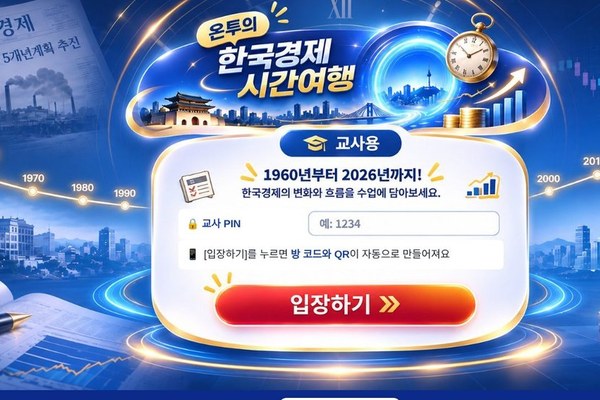 경제
5개년계획 추진
XII
온투의
한국경제
시간여행
교사용
1960년부터 2026년까지!
한국경제의 변화와 흐름을 수업에 담아보세요.
교사 PIN
예: 1234
[입장하기]를 누르면 방 코드와 QR이 자동으로 만들어져요
입장하기
1970
1980
1990
2000